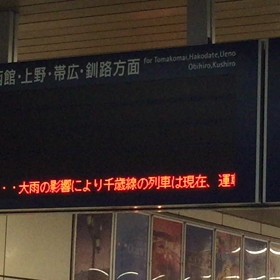 函館・上野・帯広・釧路方面
for Tomakomai,Hakodate,Ueno
Obihiro,Kushiro
・・大雨の影響により千歳線の列車は現在、運